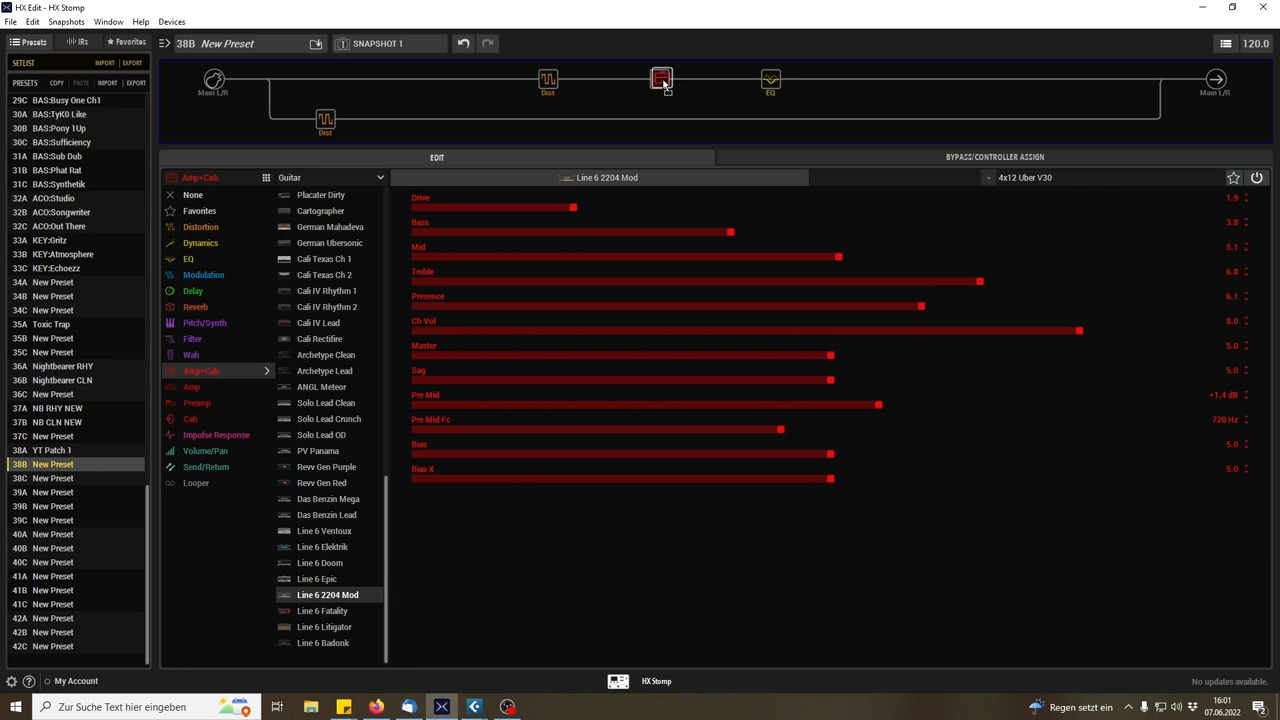 HX Edit - HX Stomp
File Edit Snapshots Window Help Devices
Presets IRs Favorites 38B New Preset 1 SNAPSHOT 1 120.0
SETLIST IMPORT EXPORT
PRESETS COPY PASTE IMPORT EXPORT
Main L/R Dist EQ Main L/R
Dist
29C BAS:Busy One Ch1
30A BAS:TyK0 Like
30B BAS:Pony 1Up
30C BAS:Sufficiency
31A BAS:Sub Dub
31B BAS:Phat Rat
31C BAS:Synthetik
32A ACO:Studio
32B ACO:Songwriter
32C ACO:Out There
33A KEY:Gritz
33B KEY:Atmosphere
33C KEY:Echoezz
34A New Preset
34B New Preset
34C New Preset
35A Toxic Trap
35B New Preset
35C New Preset
36A Nightbearer RHY
36B Nightbearer CLN
36C New Preset
37A NB RHY NEW
37B NB CLN NEW
37C New Preset
38A YT Patch 1
38B New Preset
38C New Preset
39A New Preset
39B New Preset
39C New Preset
40A New Preset
40B New Preset
40C New Preset
41A New Preset
41B New Preset
41C New Preset
42A New Preset
42B New Preset
42C New Preset
EDIT BYPASS/CONTROLLER ASSIGN
Amp+Cab Guitar Line 6 2204 Mod 4x12 Uber V30
None
Favorites
Distortion
Dynamics
EQ
Modulation
Delay
Reverb
Pitch/Synth
Filter
Wah
Amp+Cab
Amp
Preamp
Cab
Impulse Response
Volume/Pan
Send/Return
Looper
Placater Dirty
Cartographer
German Mahadeva
German Ubersonic
Cali Texas Ch 1
Cali Texas Ch 2
Cali IV Rhythm 1
Cali IV Rhythm 2
Cali IV Lead
Cali Rectifire
Archetype Clean
Archetype Lead
ANGL Meteor
Solo Lead Clean
Solo Lead Crunch
Solo Lead OD
PV Panama
Revv Gen Purple
Revv Gen Red
Das Benzin Mega
Das Benzin Lead
Line 6 Ventoux
Line 6 Elektrik
Line 6 Doom
Line 6 Epic
Line 6 2204 Mod
Line 6 Fatality
Line 6 Litigator
Line 6 Badonk
Drive 1.9
Bass 3.8
Mid 5.1
Treble 6.8
Presence 6.1
Ch Vol 8.0
Master 5.0
Sag 5.0
Pre Mid +1.4 dB
Pre Mid Fc 720 Hz
Bias 5.0
Bias X 5.0
My Account HX Stomp No updates available.
Zur Suche Text hier eingeben Regen setzt ein 16:01
07.06.2022 2